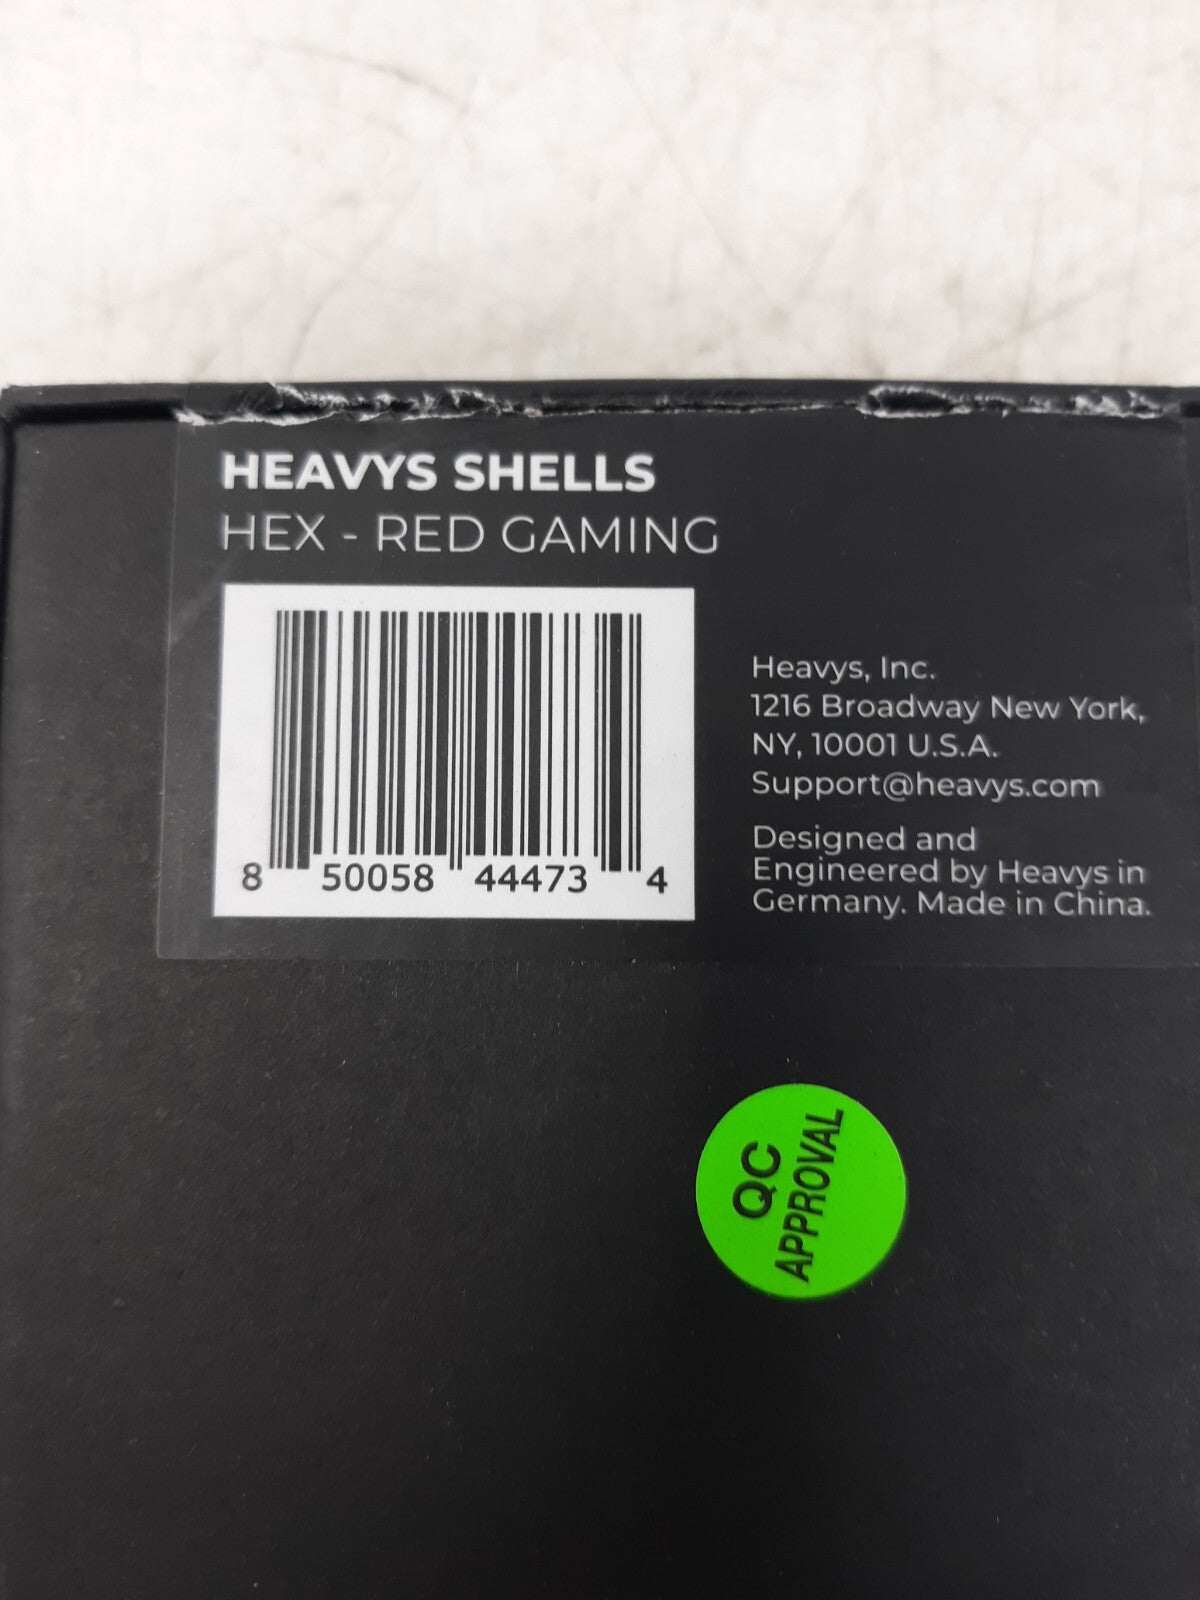 HEAVYS SHELLS
HEX - RED GAMING
8 50058 44473 4
Heavys, Inc.
1216 Broadway New York,
NY, 10001 U.S.A.
Support@heavys.com
Designed and
Engineered by Heavys in
Germany. Made in China.
QC
APPROVAL